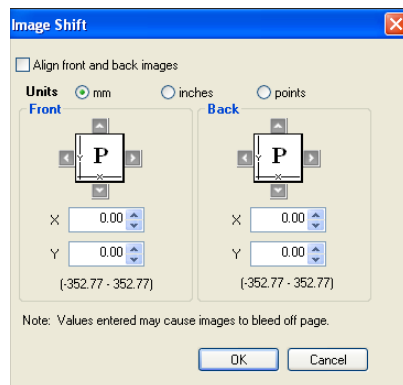 Image Shift
Align front and back images
Units mm inches points
Front Back
P P
Y Y
X X
X 0.00 X 0.00
Y 0.00 Y 0.00
(-352.77 - 352.77) (-352.77 - 352.77)
Note: Values entered may cause images to bleed off page.
OK Cancel